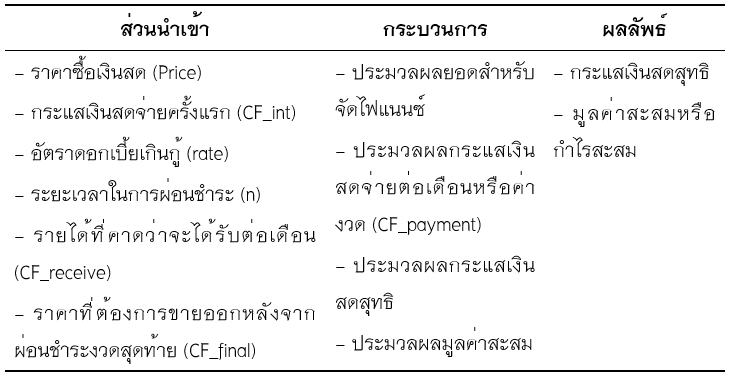 ส่วนนำเข้า
กระบวนการ
ผลลัพธ์
– ราคาซื้อเงินสด (Price)
– กระแสเงินสดจ่ายครั้งแรก (CF_int)
– อัตราดอกเบี้ยเกินกู้ (rate)
– ระยะเวลาในการผ่อนชำระ (n)
– รายได้ที่คาดว่าจะได้รับต่อเดือน
(CF_receive)
– ราคาที่ต้องการขายออกหลังจาก
ผ่อนชำระงวดสุดท้าย (CF_final)
– ประมวลผลยอดสำหรับ
จัดไฟแนนซ์
– ประมวลผลกระแสเงิน
สดจ่ายต่อเดือนหรือค่า
งวด (CF_payment)
– ประมวลผลกระแสเงิน
สดสุทธิ
– ประมวลผลมูลค่าสะสม
– กระแสเงินสดสุทธิ
– มูลค่าสะสมหรือ
กำไรสะสม